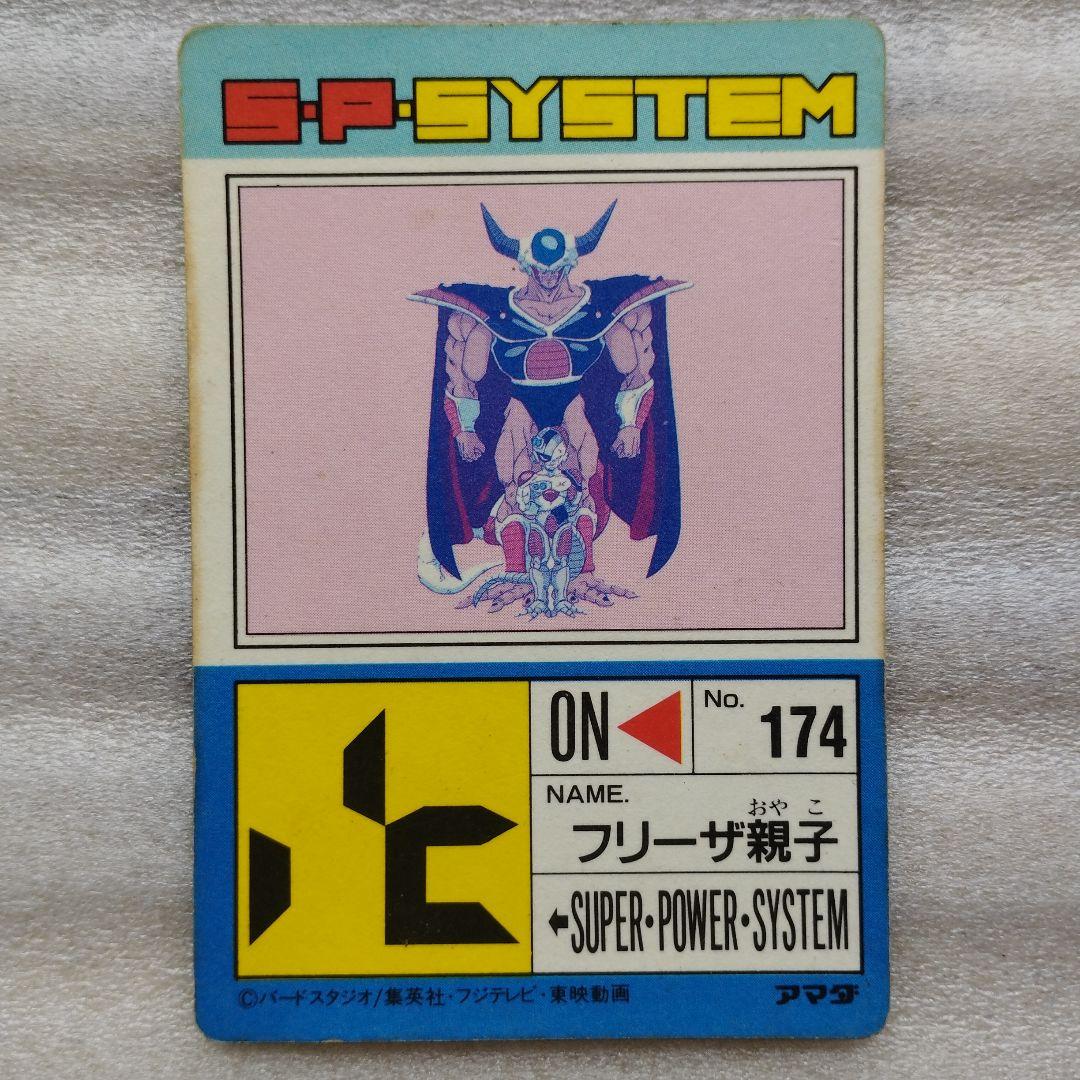 S·P·SYSTEM
ON
No.
174
NAME.
おや こ
フリーザ親子
←SUPER·POWER·SYSTEM
©バードスタジオ/集英社・フジテレビ・東映動画
アマダ